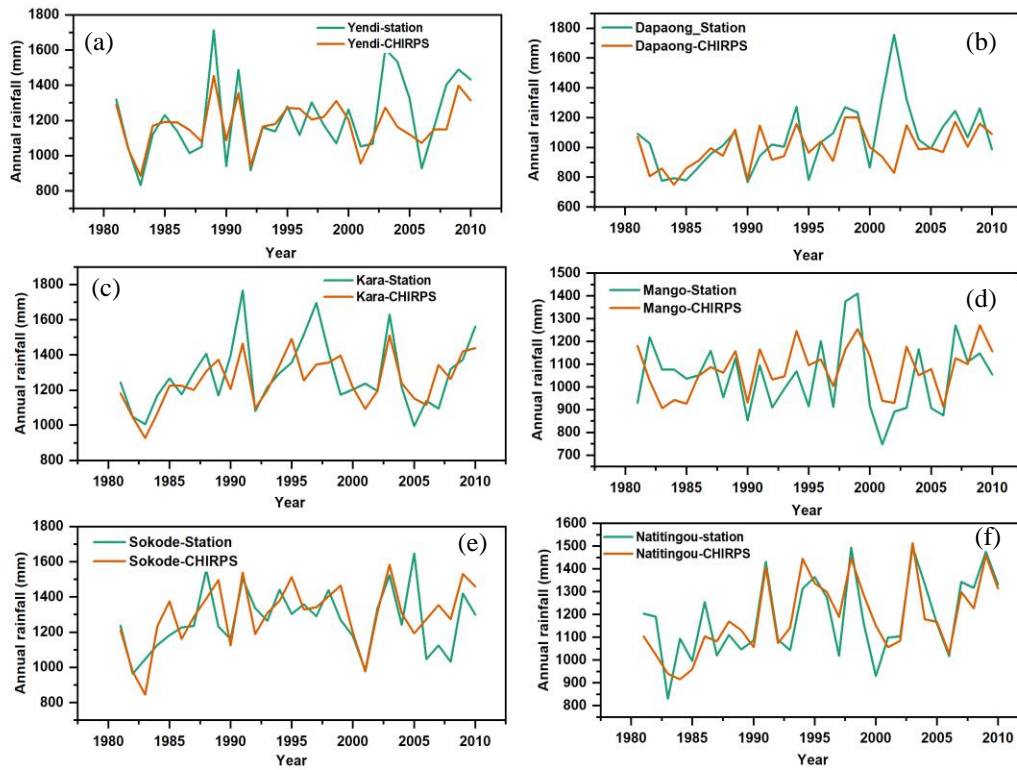 (a)
Yendi-station
Yendi-CHIRPS
Annual rainfall (mm)
1800
1600
1400
1200
1000
800
1980 1985 1990 1995 2000 2005 2010
Year
(b)
Dapaong_Station
Dapaong-CHIRPS
Annual rainfall (mm)
1800
1600
1400
1200
1000
800
600
1980 1985 1990 1995 2000 2005 2010
Year
(c)
Kara-Station
Kara-CHIRPS
Annual rainfall (mm)
1800
1600
1400
1200
1000
800
1980 1985 1990 1995 2000 2005 2010
Year
(d)
Mango-Station
Mango-CHIRPS
Annual rainfall (mm)
1500
1400
1300
1200
1100
1000
900
800
700
1980 1985 1990 1995 2000 2005 2010
Year
(e)
Sokode-Station
Sokode-CHIRPS
Annual rainfall (mm)
1800
1600
1400
1200
1000
800
1980 1985 1990 1995 2000 2005 2010
Year
(f)
Natitingou-station
Natitingou-CHIRPS
Annual rainfall (mm)
1600
1500
1400
1300
1200
1100
1000
900
800
1980 1985 1990 1995 2000 2005 2010
Year